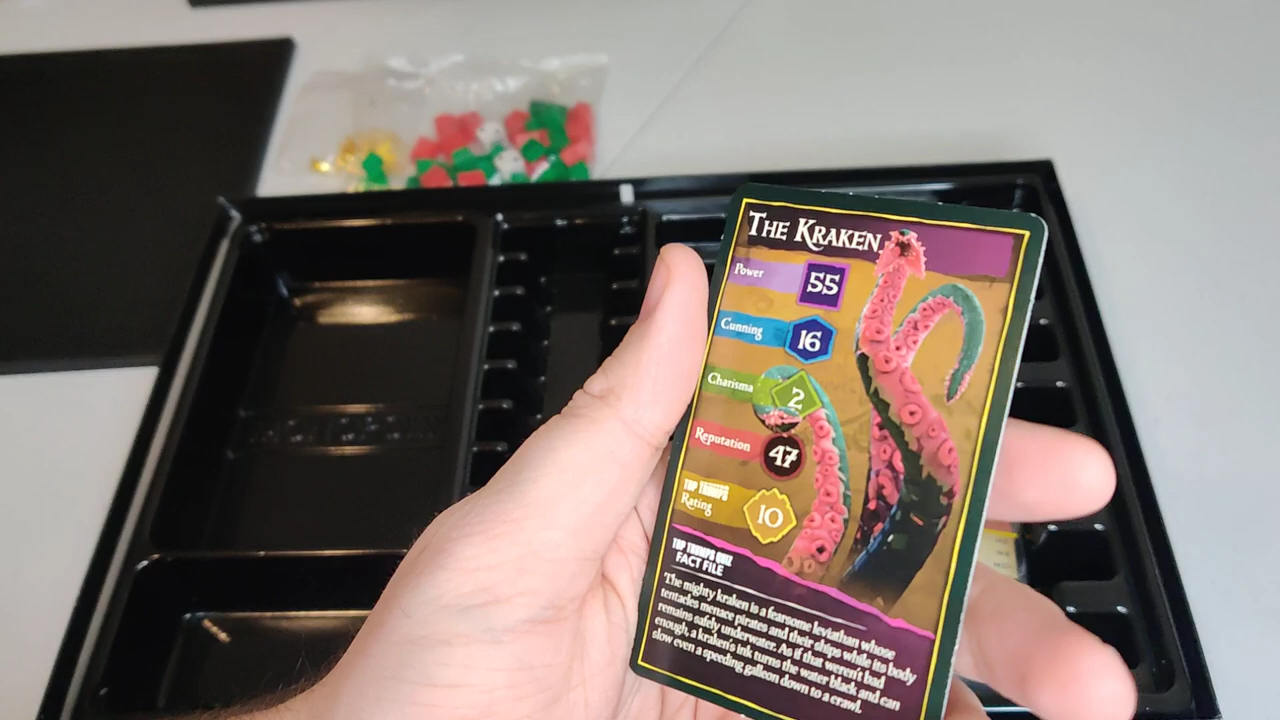 THE KRAKEN
Power 55
Cunning 16
Charisma 2
Reputation 47
TOP TRUMPS
Rating 10
TOP TRUMPS QUIZ
FACT FILE
The mighty kraken is a fearsome leviathan whose
tentacles menace pirates and their ships while its body
remains safely underwater. As if that weren't bad
enough, a kraken's ink turns the water black and can
slow even a speeding galleon down to a crawl.